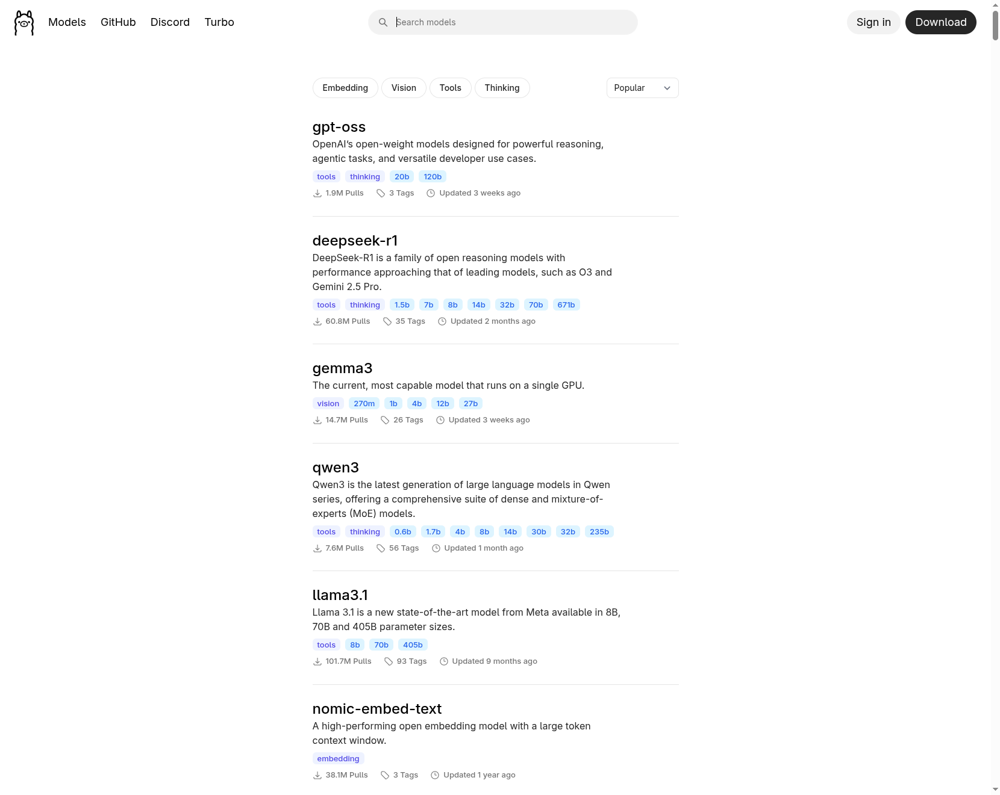 Models GitHub Discord Turbo Search models Sign in Download
Embedding Vision Tools Thinking Popular
gpt-oss
OpenAI’s open-weight models designed for powerful reasoning,
agentic tasks, and versatile developer use cases.
tools thinking 20b 120b
1.9M Pulls 3 Tags Updated 3 weeks ago
deepseek-r1
DeepSeek-R1 is a family of open reasoning models with
performance approaching that of leading models, such as O3 and
Gemini 2.5 Pro.
tools thinking 1.5b 7b 8b 14b 32b 70b 671b
60.8M Pulls 35 Tags Updated 2 months ago
gemma3
The current, most capable model that runs on a single GPU.
vision 270m 1b 4b 12b 27b
14.7M Pulls 26 Tags Updated 3 weeks ago
qwen3
Qwen3 is the latest generation of large language models in Qwen
series, offering a comprehensive suite of dense and mixture-of-
experts (MoE) models.
tools thinking 0.6b 1.7b 4b 8b 14b 30b 32b 235b
7.6M Pulls 56 Tags Updated 1 month ago
llama3.1
Llama 3.1 is a new state-of-the-art model from Meta available in 8B,
70B and 405B parameter sizes.
tools 8b 70b 405b
101.7M Pulls 93 Tags Updated 9 months ago
nomic-embed-text
A high-performing open embedding model with a large token
context window.
embedding
38.1M Pulls 3 Tags Updated 1 year ago